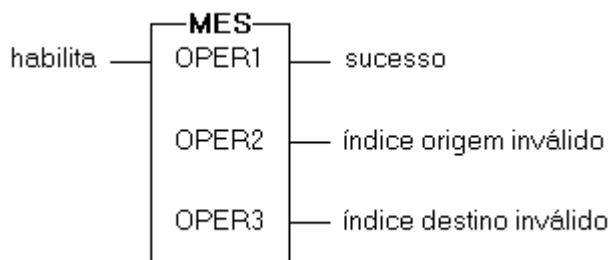 MES
habilita OPER1 sucesso
OPER2 índice origem inválido
OPER3 índice destino inválido